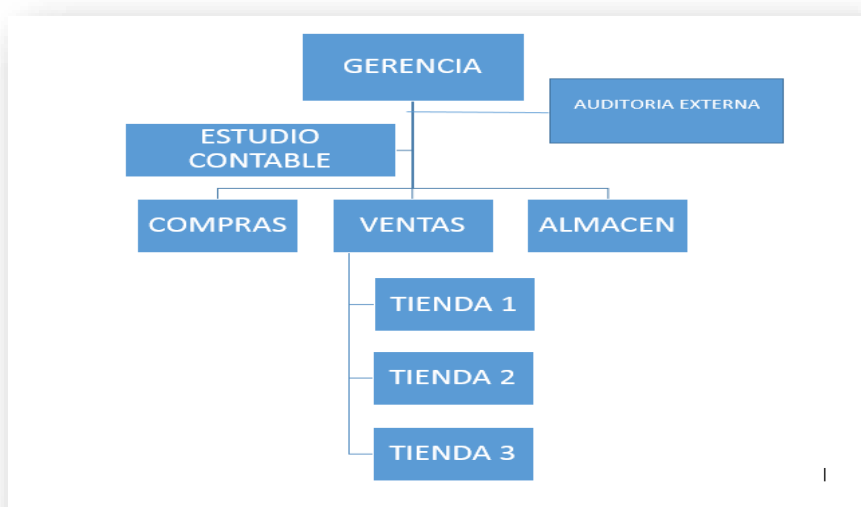 GERENCIA
AUDITORIA EXTERNA
ESTUDIO
CONTABLE
COMPRAS
VENTAS
ALMACEN
TIENDA 1
TIENDA 2
TIENDA 3